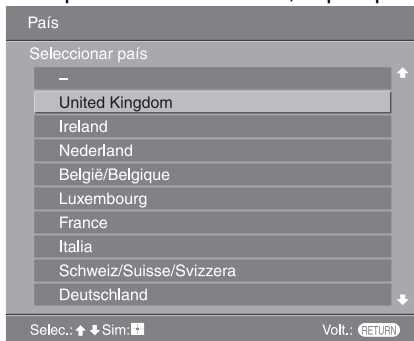 País
Seleccionar país
–
United Kingdom
Ireland
Nederland
België/Belgique
Luxembourg
France
Italia
Schweiz/Suisse/Svizzera
Deutschland
Selec.: Sim: Volt.: RETURN